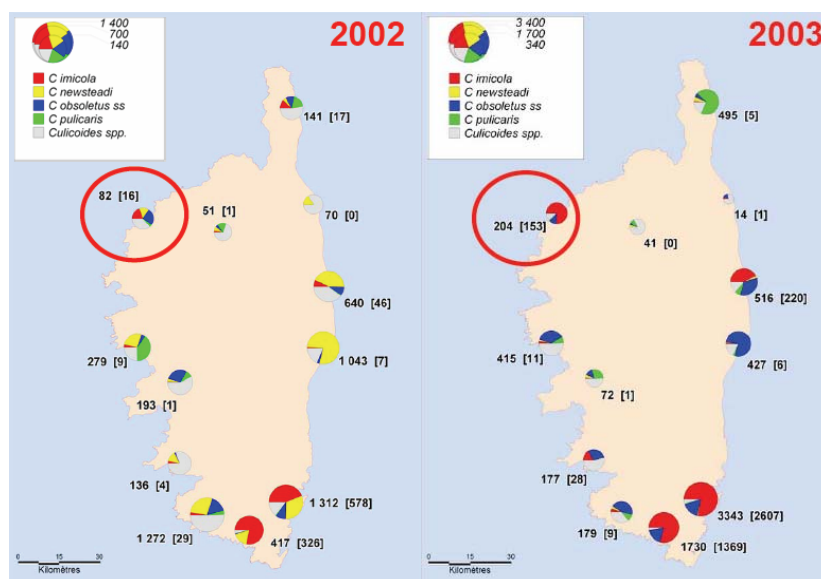 1 400
700
140
2002
C imicola
C newsteadi
C obsoletus ss
C pulicaris
Culicoides spp.
141 [17]
82 [16]
51 [1]
70 [0]
640 [46]
279 [9]
1 043 [7]
193 [1]
136 [4]
1 312 [578]
1 272 [29]
417 [326]
0 15 30
Kilomètres
3 400
1 700
340
2003
C imicola
C newsteadi
C obsoletus ss
C pulicaris
Culicoides spp.
495 [5]
204 [153]
14 [1]
41 [0]
516 [220]
415 [11]
427 [6]
72 [1]
177 [28]
3343 [2607]
179 [9]
1730 [1369]
0 15 30
Kilomètres